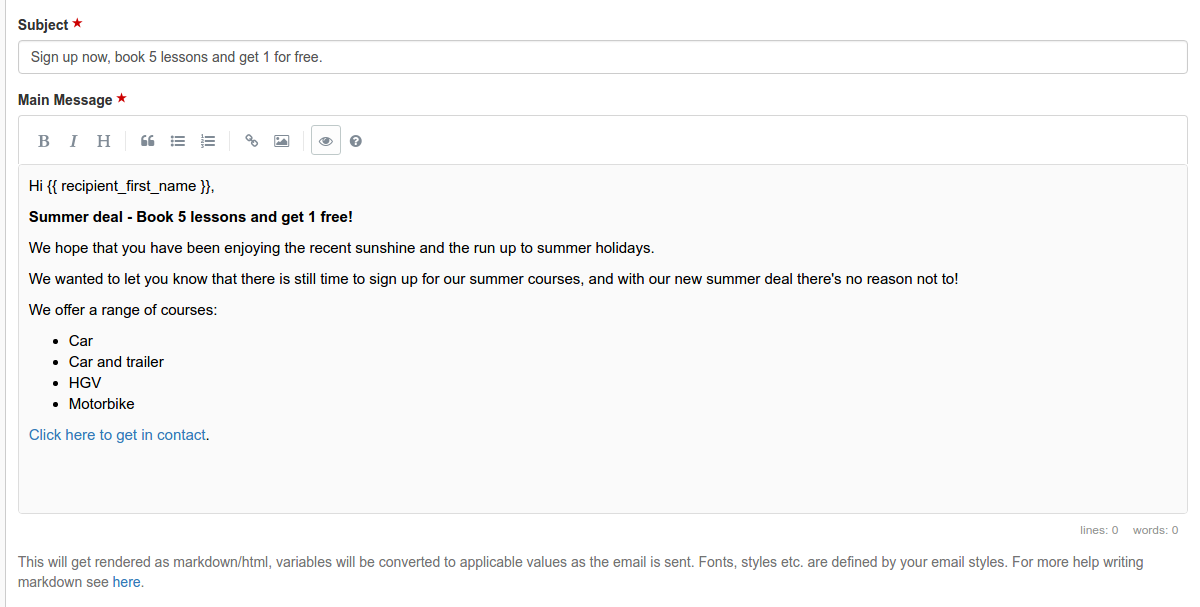 Subject ★
Sign up now, book 5 lessons and get 1 for free.
Main Message ★
B I H
Hi {{ recipient_first_name }},
Summer deal - Book 5 lessons and get 1 free!
We hope that you have been enjoying the recent sunshine and the run up to summer holidays.
We wanted to let you know that there is still time to sign up for our summer courses, and with our new summer deal there's no reason not to!
We offer a range of courses:
• Car
• Car and trailer
• HGV
• Motorbike
Click here to get in contact.
lines: 0 words: 0
This will get rendered as markdown/html, variables will be converted to applicable values as the email is sent. Fonts, styles etc. are defined by your email styles. For more help writing
markdown see here.